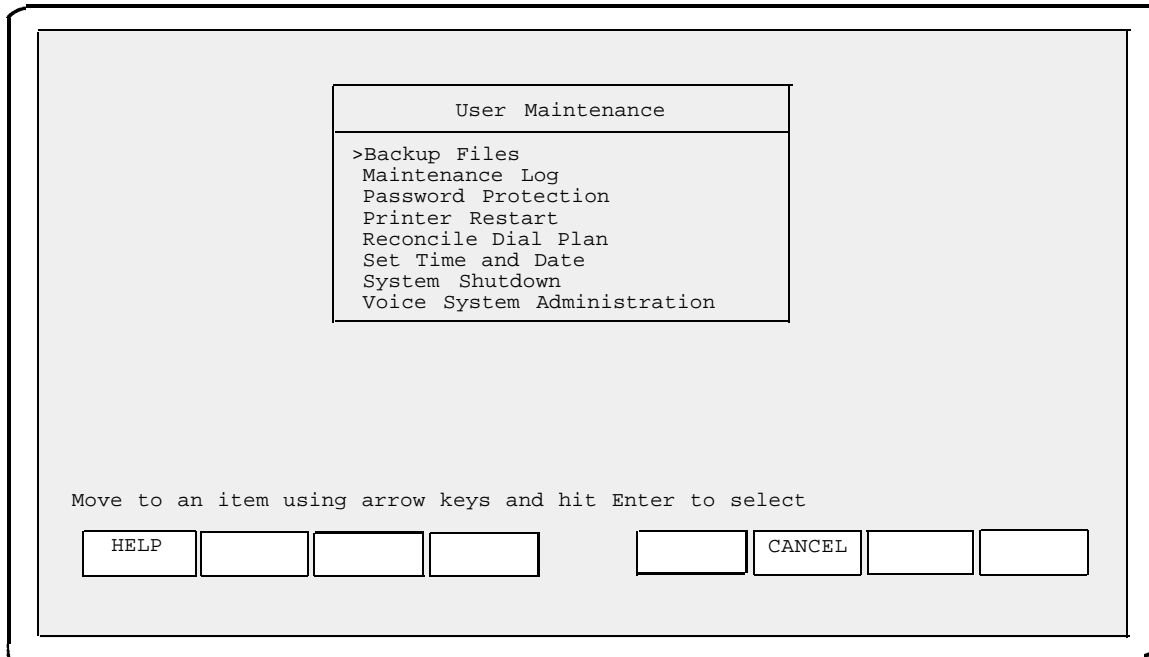 User Maintenance
>Backup Files
Maintenance Log
Password Protection
Printer Restart
Reconcile Dial Plan
Set Time and Date
System Shutdown
Voice System Administration
Move to an item using arrow keys and hit Enter to select
HELP CANCEL